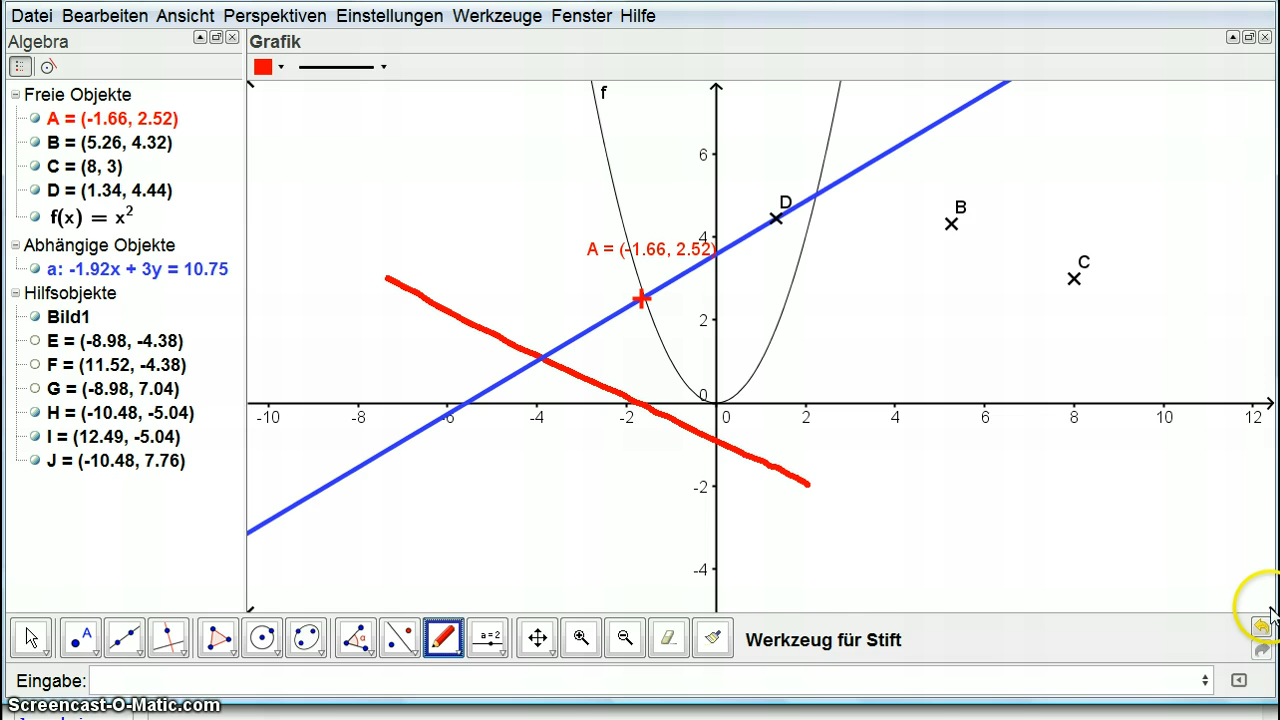 Datei Bearbeiten Ansicht Perspektiven Einstellungen Werkzeuge Fenster Hilfe
Algebra
Grafik
Freie Objekte
A = (-1.66, 2.52)
B = (5.26, 4.32)
C = (8, 3)
D = (1.34, 4.44)
f(x) = x²
Abhängige Objekte
a: -1.92x + 3y = 10.75
Hilfsobjekte
Bild1
E = (-8.98, -4.38)
F = (11.52, -4.38)
G = (-8.98, 7.04)
H = (-10.48, -5.04)
I = (12.49, -5.04)
J = (-10.48, 7.76)
f
6
D
B
4
A = (-1.66, 2.52)
C
2
0
-10 -8 -6 -4 -2 0 2 4 6 8 10 12
-2
-4
A
α
a=2
Werkzeug für Stift
Eingabe:
Screencast-O-Matic.com